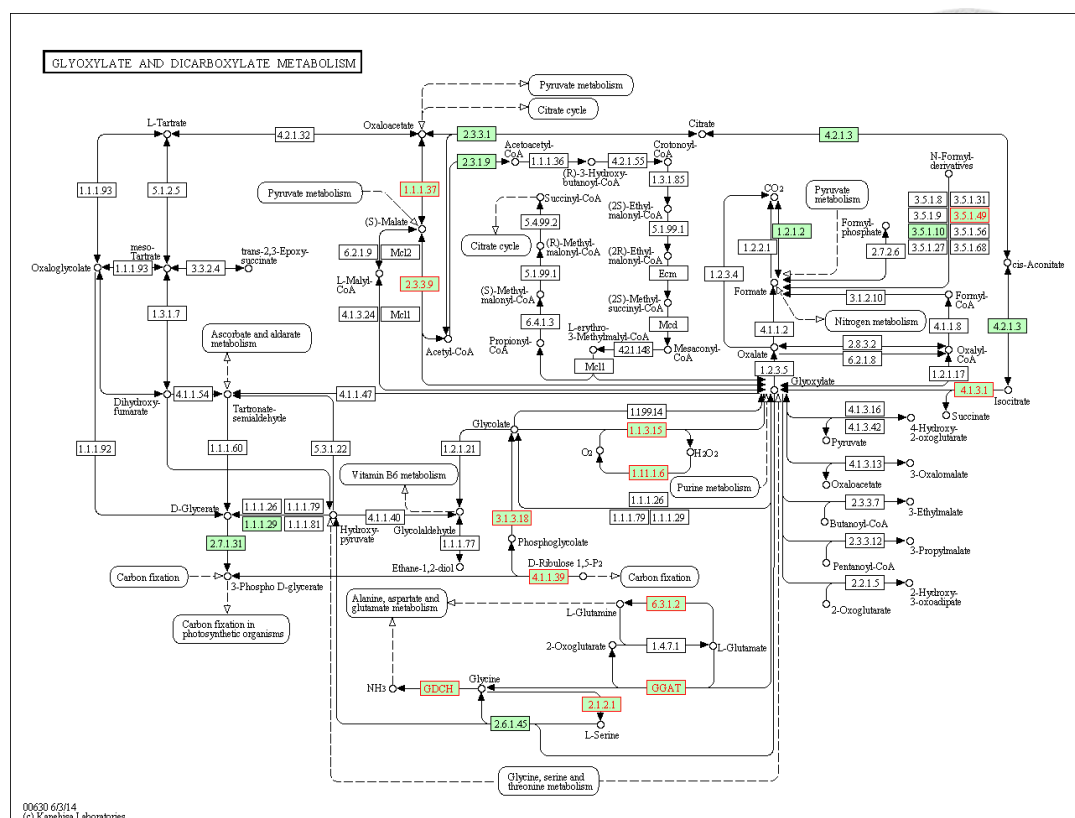 GLYOXYLATE AND DICARBOXYLATE METABOLISM
Pyruvate metabolism
Citrate cycle
L-Tartrate
4.2.1.32
Oxaloacetate
2.3.3.1
Citrate
4.2.1.3
2.3.1.9
Acetoacetyl-
CoA
1.1.1.36
(R)-3-Hydroxy-
butanoyl-CoA
4.2.1.55
Crotonyl-
CoA
1.3.1.85
N-Formyl-
derivatives
1.1.1.93
5.1.2.5
Pyruvate metabolism
1.1.1.37
Succinyl-CoA
(2S)-Ethyl-
malonyl-CoA
CO2
Pyruvate
metabolism
3.5.1.8
3.5.1.31
3.5.1.9
3.5.1.49
3.5.1.10
3.5.1.56
3.5.1.27
3.5.1.68
(S)-Malate
5.4.99.2
5.1.99.1
1.2.1.2
Formyl
phosphate
6.2.1.9
Mcl2
Citrate cycle
(R)-Methyl-
malonyl-CoA
(2R)-Ethyl-
malonyl-CoA
1.2.2.1
2.7.2.6
Oxaloglycolate
1.1.1.93
meso-
Tartrate
3.3.2.4
trans-2,3-Epoxy-
succinate
L-Malyl-
CoA
2.3.3.9
5.1.99.1
Ecm
1.2.3.4
cis-Aconitate
(S)-Methyl-
malonyl-CoA
(2S)-Methyl-
succinyl-CoA
Formate
3.1.2.10
Formyl-
CoA
1.3.1.7
4.1.3.24
Mcl1
6.4.1.3
Mcd
Nitrogen metabolism
4.2.1.3
Ascorbate and aldarate
metabolism
Acetyl-CoA
Propionyl-
CoA
L-erythro-
3-Methylmalyl-CoA
4.2.1.148
Mesaconyl-
CoA
4.1.1.2
4.1.1.8
Mcl1
Oxalate
2.8.3.2
6.2.1.8
Oxalyl-
CoA
1.2.3.5
1.2.1.17
Dihydroxy-
fumarate
4.1.1.54
Tartronate-
semialdehyde
4.1.1.47
Glyoxylate
4.1.3.1
Isocitrate
Succinate
1.1.99.14
Glycolate
1.1.3.15
4.1.3.16
4.1.3.42
Pyruvate
4-Hydroxy-
2-oxoglutarate
1.1.1.92
1.1.1.60
5.3.1.22
1.2.1.21
O2
H2O2
1.11.1.6
4.1.3.13
Oxaloacetate
3-Oxalomalate
Vitamin B6 metabolism
Purine metabolism
D-Glycerate
1.1.1.26
1.1.1.79
1.1.1.29
1.1.1.81
Hydroxy-
pyruvate
4.1.1.40
Glycolaldehyde
3.1.3.18
1.1.1.26
1.1.1.79
1.1.1.29
2.3.3.7
Butanoyl-CoA
3-Ethylmalate
2.7.1.31
1.1.1.77
Phosphoglycolate
2.3.3.12
Pentanoyl-CoA
3-Propylmalate
Carbon fixation
3-Phospho D-glycerate
Ethane-1,2-diol
4.1.1.39
D-Ribulose 1,5-P2
Carbon fixation
2.2.1.5
2-Oxoglutarate
2-Hydroxy-
3-oxoadipate
Carbon fixation in
photosynthetic organisms
Alanine, aspartate and
glutamate metabolism
L-Glutamine
6.3.1.2
2-Oxoglutarate
1.4.7.1
L-Glutamate
NH3
GDCH
Glycine
GGAT
2.1.2.1
2.6.1.45
L-Serine
Glycine, serine and
threonine metabolism
00630 6/3/14
(c) Kanehisa Laboratories